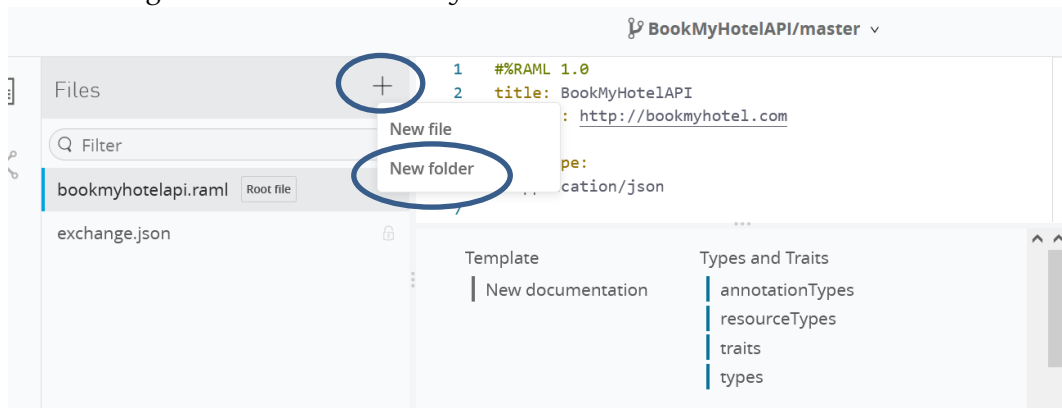 BookMyHotelAPI/master
Files
Filter
bookmyhotelapi.raml Root file
exchange.json
New file
New folder
1 #%RAML 1.0
2 title: BookMyHotelAPI
: http://bookmyhotel.com
pe:
cation/json
7
Template
New documentation
Types and Traits
annotationTypes
resourceTypes
traits
types